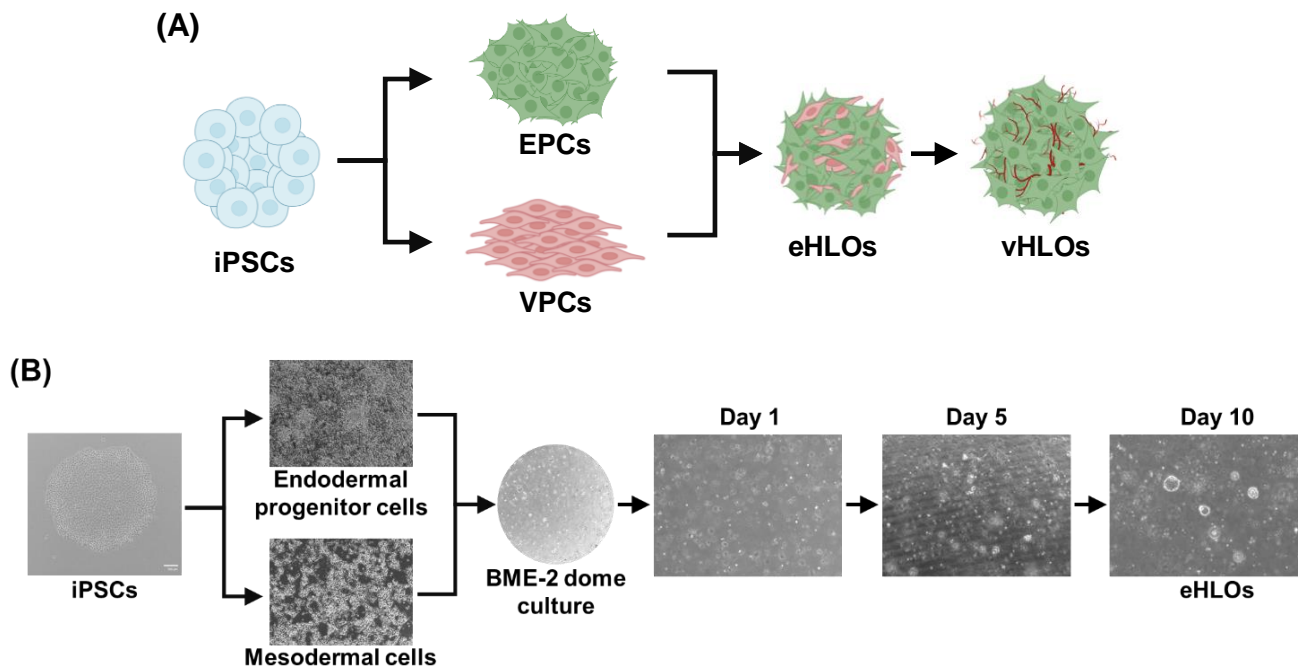 (A)
EPCs
iPSCs
VPCs
eHLOs
vHLOs
(B)
iPSCs
Endodermal
progenitor cells
Mesodermal cells
BME-2 dome
culture
Day 1
Day 5
Day 10
eHLOs